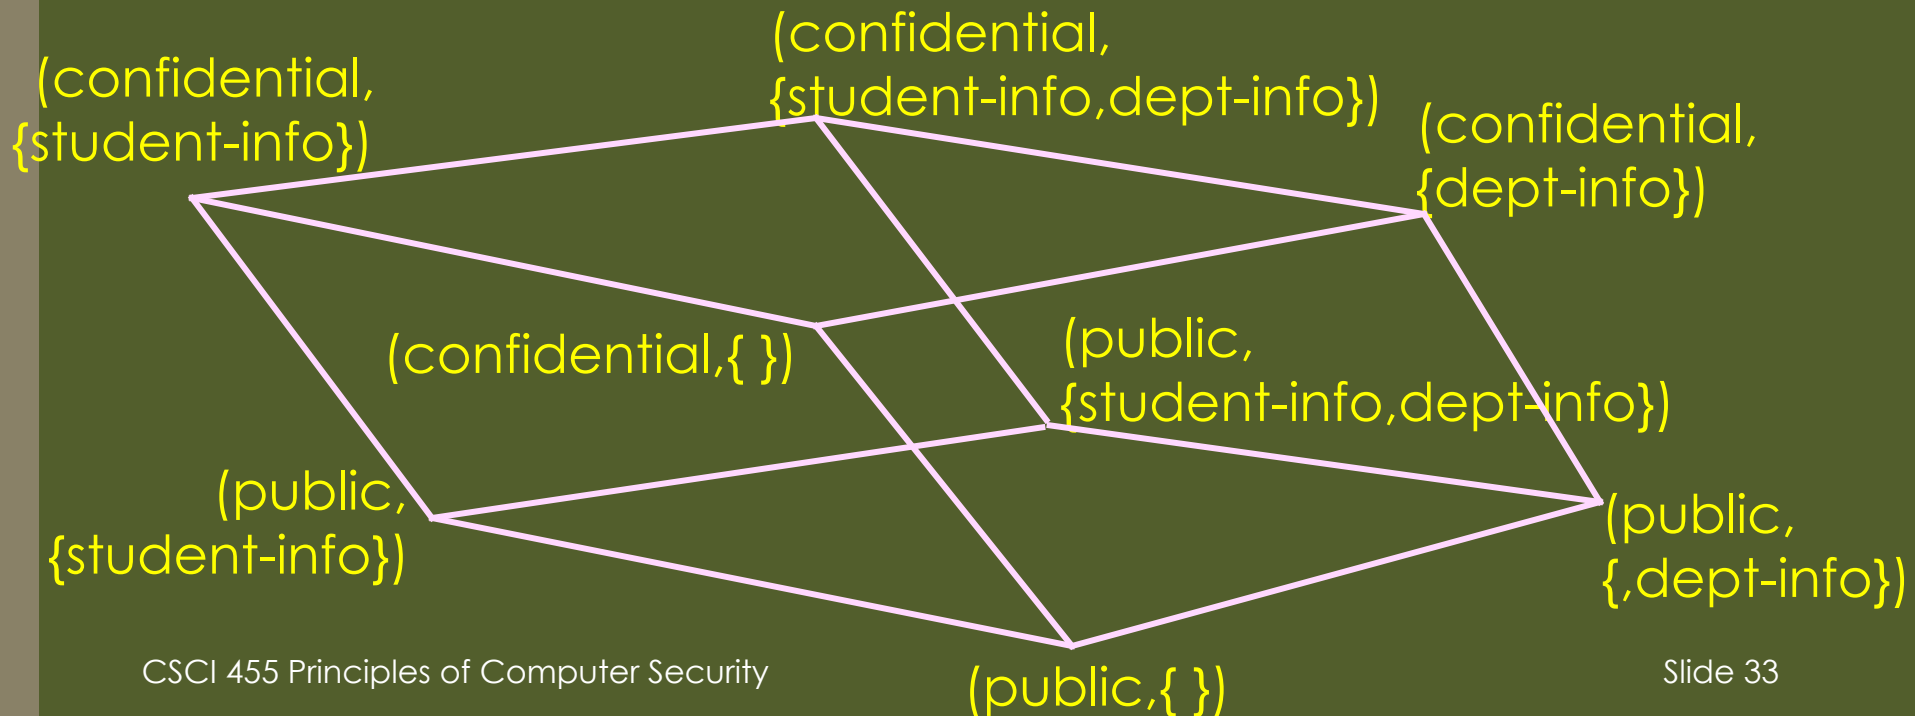 (confidential,
{student-info,dept-info})
(confidential,
{student-info})
(confidential,
{dept-info})
(confidential,{ })
(public,
{student-info,dept-info})
(public,
{student-info})
(public,
{,dept-info})
(public,{ })
CSCI 455 Principles of Computer Security
Slide 33